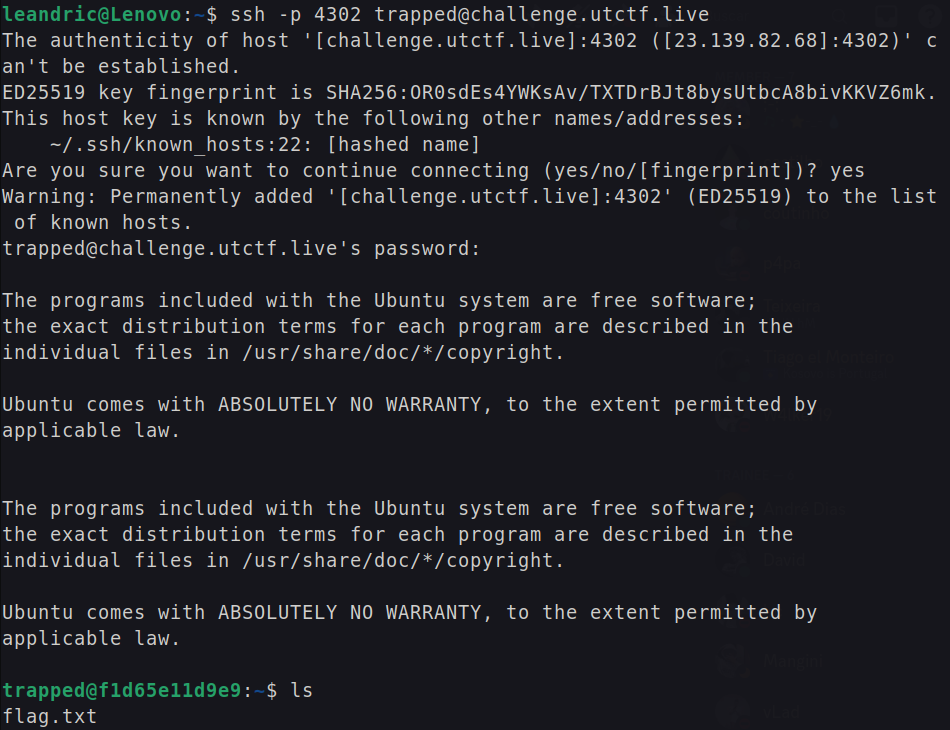 leandric@Lenovo:~$ ssh -p 4302 trapped@challenge.utctf.live
The authenticity of host '[challenge.utctf.live]:4302 ([23.139.82.68]:4302)' c
an't be established.
ED25519 key fingerprint is SHA256:OR0sdEs4YWKsAv/TXTDrBJt8bysUtbcA8bivKKVZ6mk.
This host key is known by the following other names/addresses:
    ~/.ssh/known_hosts:22: [hashed name]
Are you sure you want to continue connecting (yes/no/[fingerprint])? yes
Warning: Permanently added '[challenge.utctf.live]:4302' (ED25519) to the list
 of known hosts.
trapped@challenge.utctf.live's password:
The programs included with the Ubuntu system are free software;
the exact distribution terms for each program are described in the
individual files in /usr/share/doc/*/copyright.
Ubuntu comes with ABSOLUTELY NO WARRANTY, to the extent permitted by
applicable law.
The programs included with the Ubuntu system are free software;
the exact distribution terms for each program are described in the
individual files in /usr/share/doc/*/copyright.
Ubuntu comes with ABSOLUTELY NO WARRANTY, to the extent permitted by
applicable law.
trapped@f1d65e11d9e9:~$ ls
flag.txt